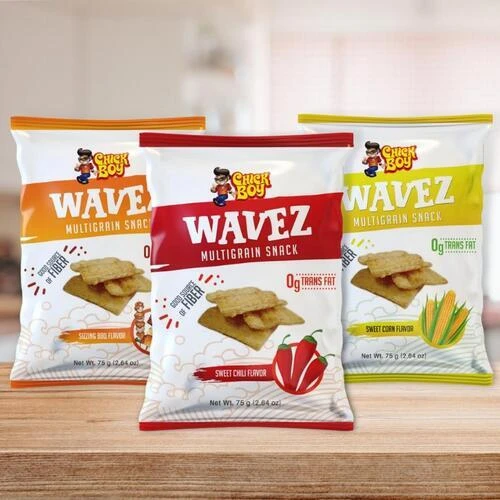 CHICK
BOY
WAVEZ
MULTIGRAIN SNACK
GOOD SOURCE
OF FIBER
SIZLING BBQ FLAVOR
Net Wt. 75 g (2.64 oz)
CHICK
BOY
WAVEZ
MULTIGRAIN SNACK
0g TRANS FAT
GOOD SOURCE
OF FIBER
SWEET CHILI FLAVOR
Net Wt. 75 g (2.64 oz)
CHICK
BOY
WAVEZ
MULTIGRAIN SNACK
0g TRANS FAT
SWEET CORN FLAVOR
Net Wt. 75 g (2.64 oz)